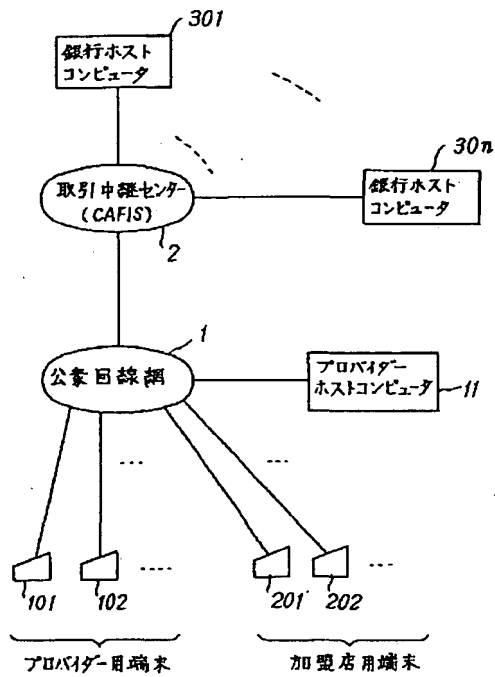 301
銀行ホスト
コンピュータ
30n
取引中継センター
(CAFIS)
2
銀行ホスト
コンピュータ
1
公衆回線網
プロバイダー
ホストコンピュータ
11
101
102
201
202
プロバイダー用端末
加盟店用端末